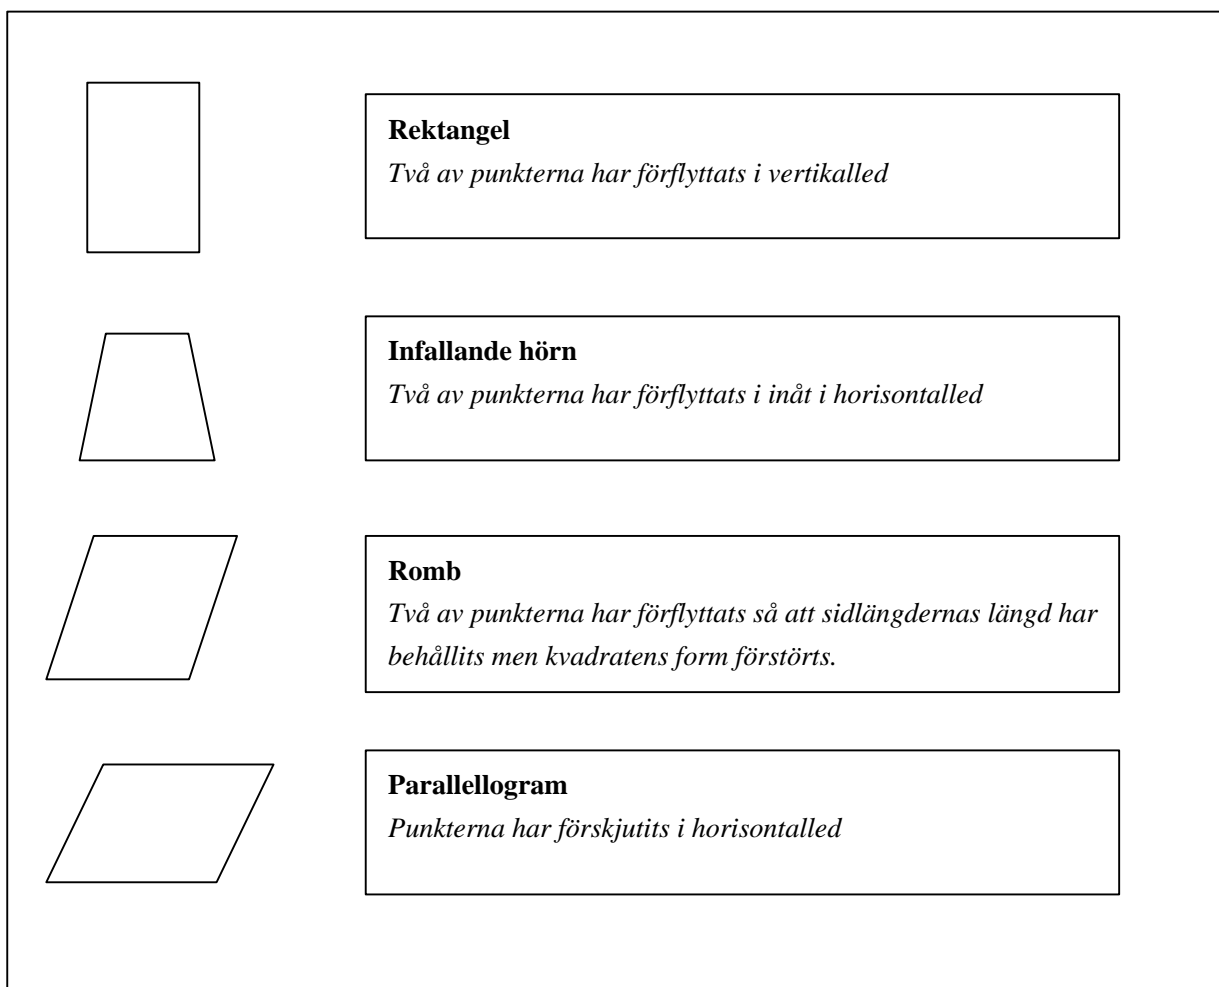 Rektangel
Två av punkterna har förflyttats i vertikalled
Infallande hörn
Två av punkterna har förflyttats i inåt i horisontalled
Romb
Två av punkterna har förflyttats så att sidlängdernas längd har
behållits men kvadratens form förstörts.
Parallellogram
Punkterna har förskjutits i horisontalled